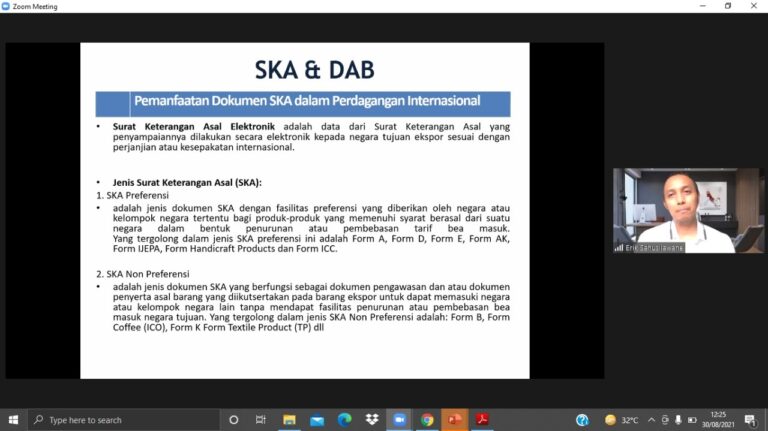 Zoom Meeting
SKA & DAB
Pemanfaatan Dokumen SKA dalam Perdagangan Internasional
• Surat Keterangan Asal Elektronik adalah data dari Surat Keterangan Asal yang
penyampaiannya dilakukan secara elektronik kepada negara tujuan ekspor sesuai dengan
perjanjian atau kesepakatan internasional.
• Jenis Surat Keterangan Asal (SKA):
1. SKA Preferensi
• adalah jenis dokumen SKA dengan fasilitas preferensi yang diberikan oleh negara atau
kelompok negara tertentu bagi produk-produk yang memenuhi syarat berasal dari suatu
negara dalam bentuk penurunan atau pembebasan tarif bea masuk.
Yang tergolong dalam jenis SKA preferensi ini adalah Form A, Form D, Form E, Form AK,
Form IJEPA, Form Handicraft Products dan Form ICC.
2. SKA Non Preferensi
• adalah jenis dokumen SKA yang berfungsi sebagai dokumen pengawasan dan atau dokumen
penyerta asal barang yang diikutsertakan pada barang ekspor untuk dapat memasuki negara
atau kelompok negara lain tanpa mendapat fasilitas penurunan atau pembebasan bea
masuk negara tujuan. Yang tergolong dalam jenis SKA Non Preferensi adalah: Form B, Form
Coffee (ICO), Form K Form Textile Product (TP) dll
Erik
Type here to search
32°C
12:25
30/08/2021